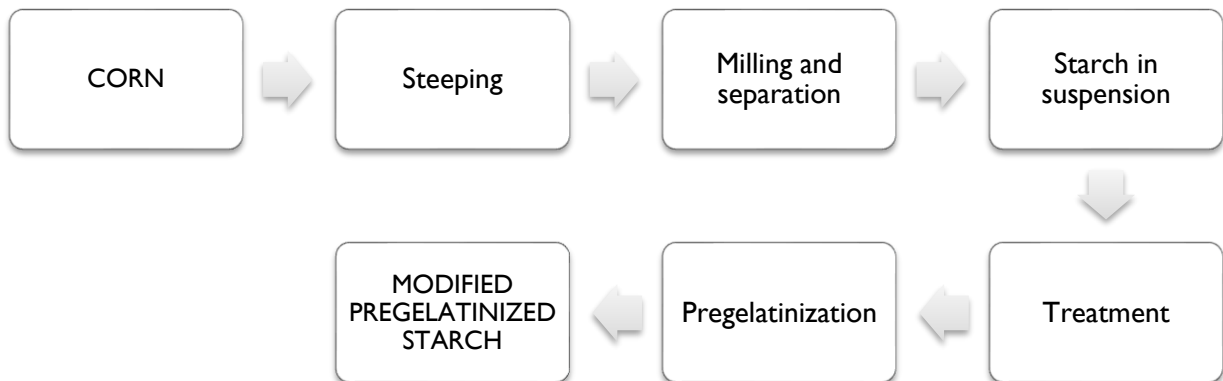 CORN
Steeping
Milling and
separation
Starch in
suspension
Treatment
Pregelatinization
MODIFIED
PREGELATINIZED
STARCH